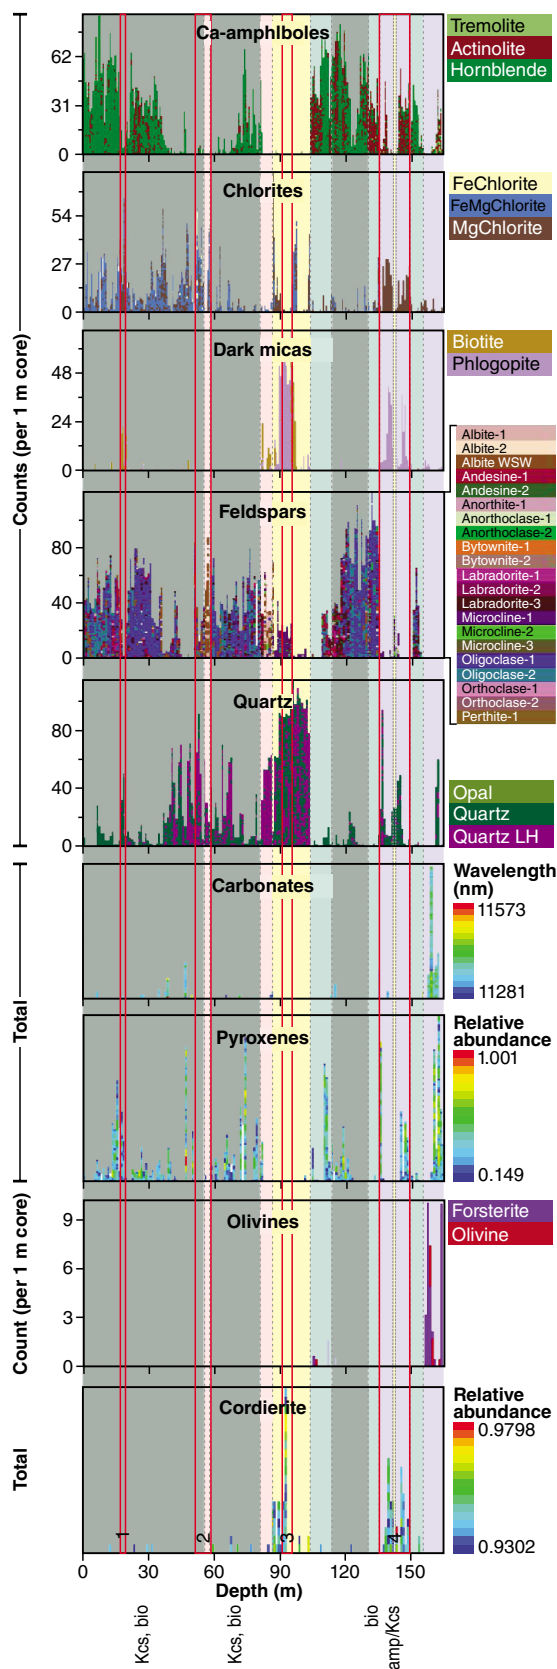 Counts (per 1 m core)
Total
Count (per 1 m core)
Total
Ca-amphiboles
62
31
0
Tremolite
Actinolite
Hornblende
Chlorites
54
27
0
FeChlorite
FeMgChlorite
MgChlorite
Dark micas
48
24
0
Biotite
Phlogopite
Feldspars
80
40
0
Albite-1
Albite-2
Albite WSW
Andesine-1
Andesine-2
Anorthite-1
Anorthoclase-1
Anorthoclase-2
Bytownite-1
Bytownite-2
Labradorite-1
Labradorite-2
Labradorite-3
Microcline-1
Microcline-2
Microcline-3
Oligoclase-1
Oligoclase-2
Orthoclase-1
Orthoclase-2
Perthite-1
Quartz
80
40
0
Opal
Quartz
Quartz LH
Carbonates
Wavelength
(nm)
11573
11281
Pyroxenes
Relative
abundance
1.001
0.149
Olivines
9
6
3
0
Forsterite
Olivine
Cordierite
Relative
abundance
0.9798
0.9302
1
2
3
4
0
30
60
90
120
150
Depth (m)
Kcs, bio
Kcs, bio
bio
amp/Kcs